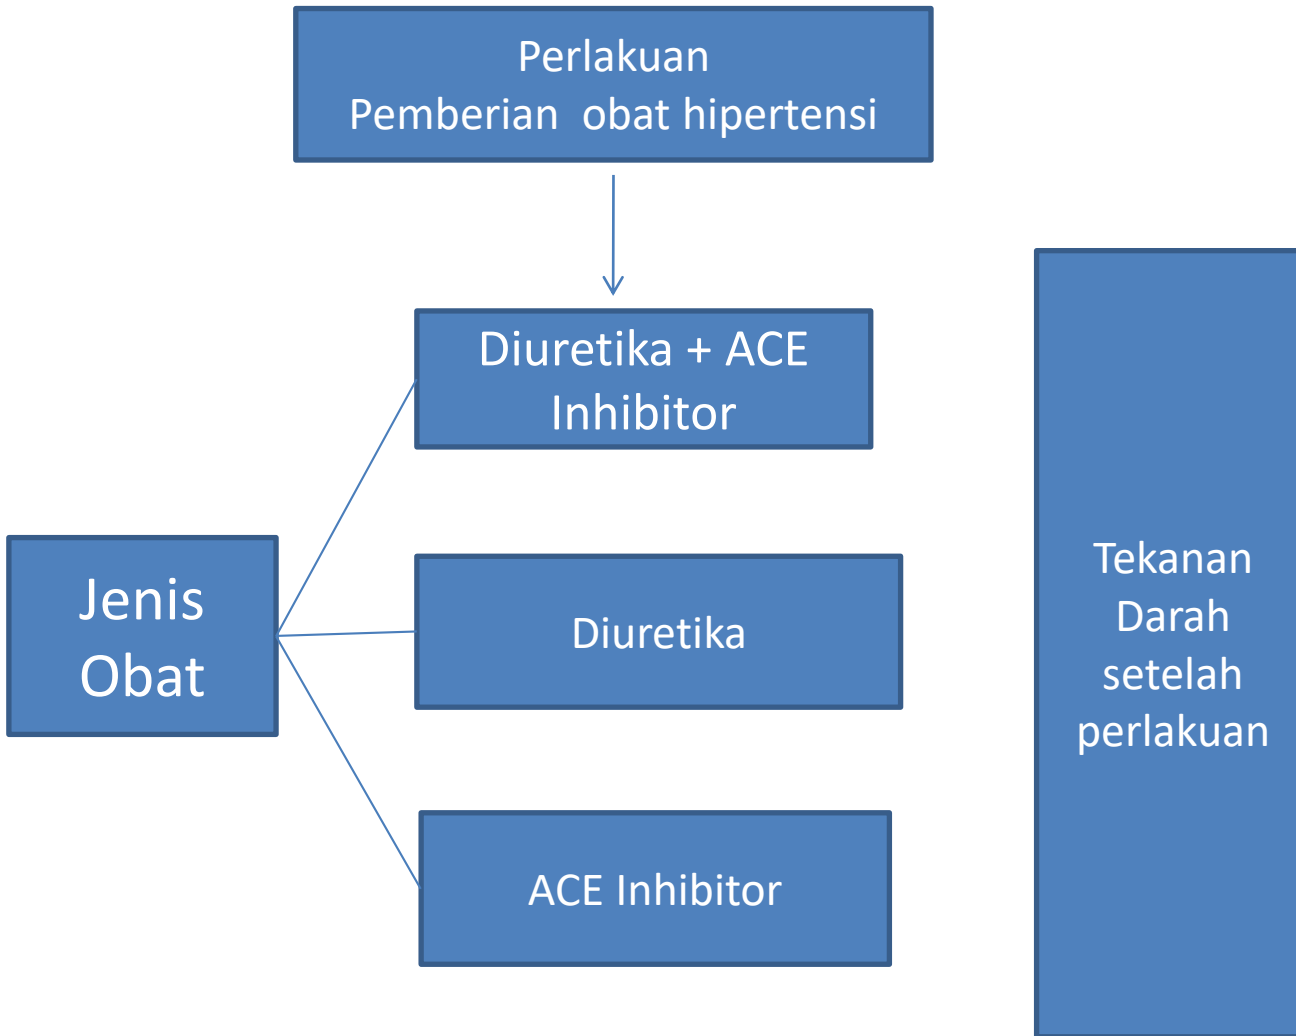 Perlakuan
Pemberian  obat hipertensi
Diuretika + ACE
Inhibitor
Jenis
Obat
Diuretika
ACE Inhibitor
Tekanan
Darah
setelah
perlakuan